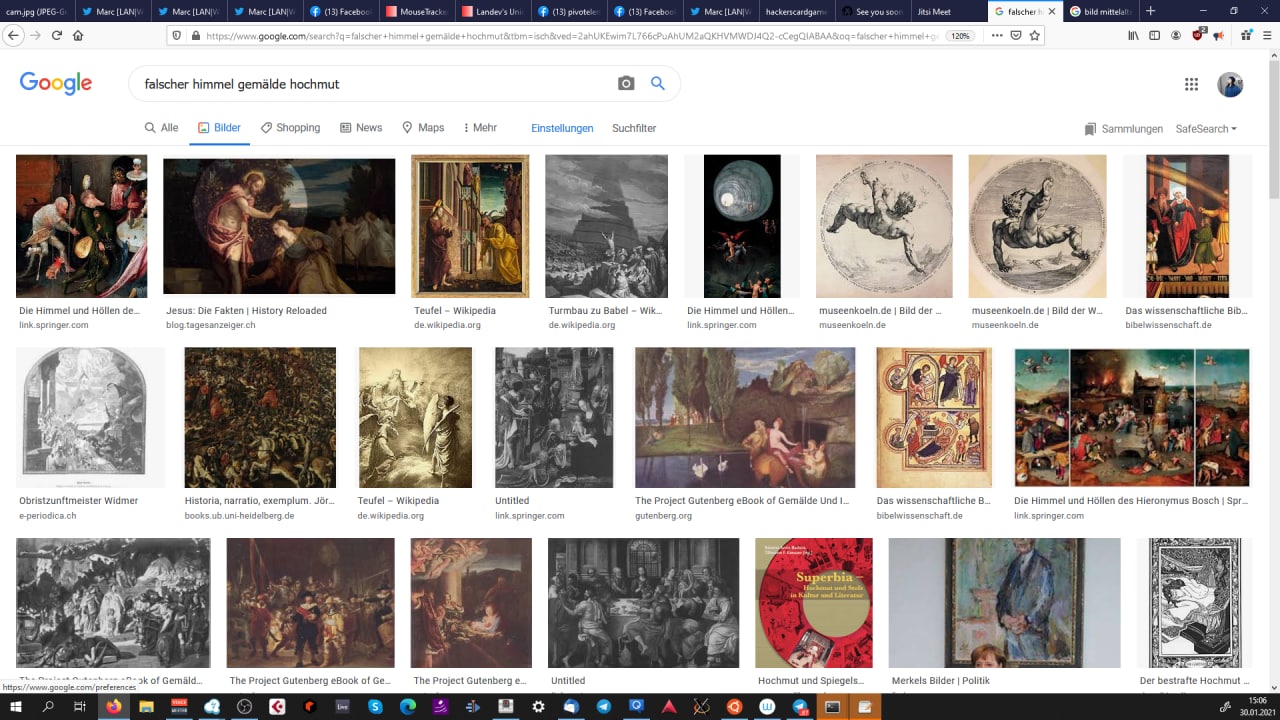 cam.jpg (JPEG-G
Marc [LAN|V
Marc [LAN|V
Marc [LAN|V
(13) Facebook
MouseTracke
Landev's Uni
(13) pivotelen
(13) Facebook
Marc [LAN|V
hackerscardgame
See you soon
Jitsi Meet
falscher h
bild mittelalte
https://www.google.com/search?q=falscher+himmel+gemälde+hochmut&tbm=isch&ved=2ahUKEwim7L766cPuAhUM2aQKHVMWDJ4Q2-cCegQIABAA&oq=falscher+himmel+g
120%
Google
falscher himmel gemälde hochmut
Alle
Bilder
Shopping
News
Maps
Mehr
Einstellungen
Suchfilter
Sammlungen
SafeSearch
Die Himmel und Höllen de...
link.springer.com
Jesus: Die Fakten | History Reloaded
blog.tagesanzeiger.ch
Teufel – Wikipedia
de.wikipedia.org
Turmbau zu Babel – Wik...
de.wikipedia.org
Die Himmel und Höllen...
link.springer.com
museenkoeln.de | Bild der ...
museenkoeln.de
museenkoeln.de | Bild der W...
museenkoeln.de
Das wissenschaftliche Bib...
bibelwissenschaft.de
Obristzunftmeister Widmer
e-periodica.ch
Historia, narratio, exemplum. Jör...
books.ub.uni-heidelberg.de
Teufel – Wikipedia
de.wikipedia.org
Untitled
link.springer.com
The Project Gutenberg eBook of Gemälde Und I...
gutenberg.org
Das wissenschaftliche B...
bibelwissenschaft.de
Die Himmel und Höllen des Hieronymus Bosch | Spr...
link.springer.com
Superbia –
Hochmut und Stolz
in Kultur und Literatur
The Project Gutenberg eBook of Gemäld...
The Project Gutenberg eBook of Ge...
The Project Gutenberg e...
Untitled
Hochmut und Spiegels...
Merkels Bilder | Politik
Der bestrafte Hochmut ...
https://www.google.com/preferences
Live
15:06
30.01.2021